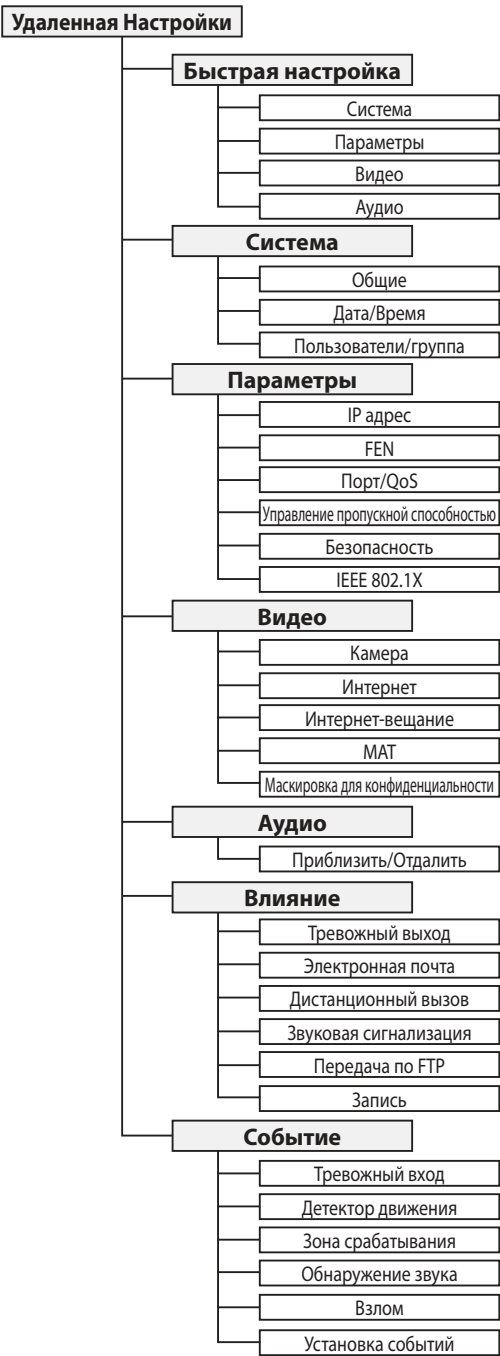 Удаленная Настройки
Быстрая настройка
Система
Параметры
Видео
Аудио
Система
Общие
Дата/Время
Пользователи/группа
Параметры
IP адрес
FEN
Порт/QoS
Управление пропускной способностью
Безопасность
IEEE 802.1X
Видео
Камера
Интернет
Интернет-вещание
MAT
Маскировка для конфиденциальности
Аудио
Приблизить/Отдалить
Влияние
Тревожный выход
Электронная почта
Дистанционный вызов
Звуковая сигнализация
Передача по FTP
Запись
Событие
Тревожный вход
Детектор движения
Зона срабатывания
Обнаружение звука
Взлом
Установка событий